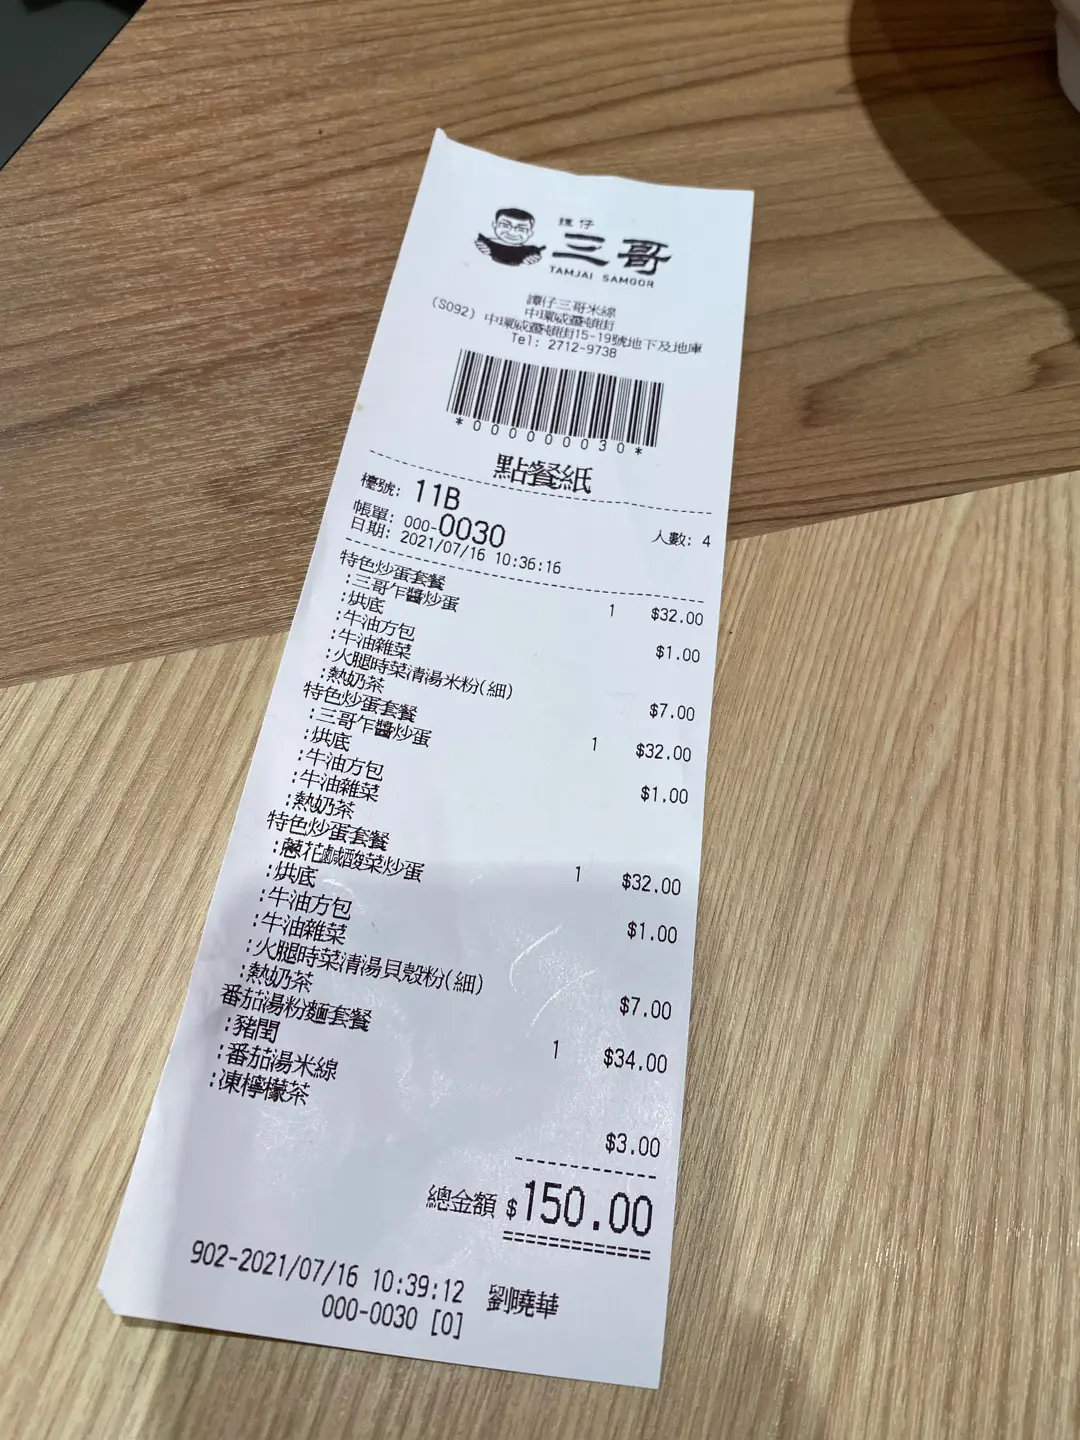 譚仔
三哥
TAMJAI SAMGOR
譚仔三哥米線
中環威靈頓街
(S092) 中環威靈頓街15-19號地下及地庫
Tel: 2712-9738
*000000030*
點餐紙
檯號: 11B 人數: 4
帳單: 000-0030
日期: 2021/07/16 10:36:16
特色炒蛋套餐 1 $32.00
:三哥乍醬炒蛋
:烘底 $1.00
:牛油方包
:牛油雜菜
:火腿時菜清湯米粉(細) $7.00
:熱奶茶
特色炒蛋套餐 1 $32.00
:三哥乍醬炒蛋
:烘底 $1.00
:牛油方包
:牛油雜菜
:熱奶茶
特色炒蛋套餐 1 $32.00
:蔥花鹹酸菜炒蛋
:烘底 $1.00
:牛油方包
:牛油雜菜
:火腿時菜清湯貝殼粉(細) $7.00
:熱奶茶
番茄湯粉麵套餐 1 $34.00
:豬閏
:番茄湯米線
:凍檸檬茶 $3.00
總金額 $150.00
902-2021/07/16 10:39:12 劉曉華
000-0030 [0]